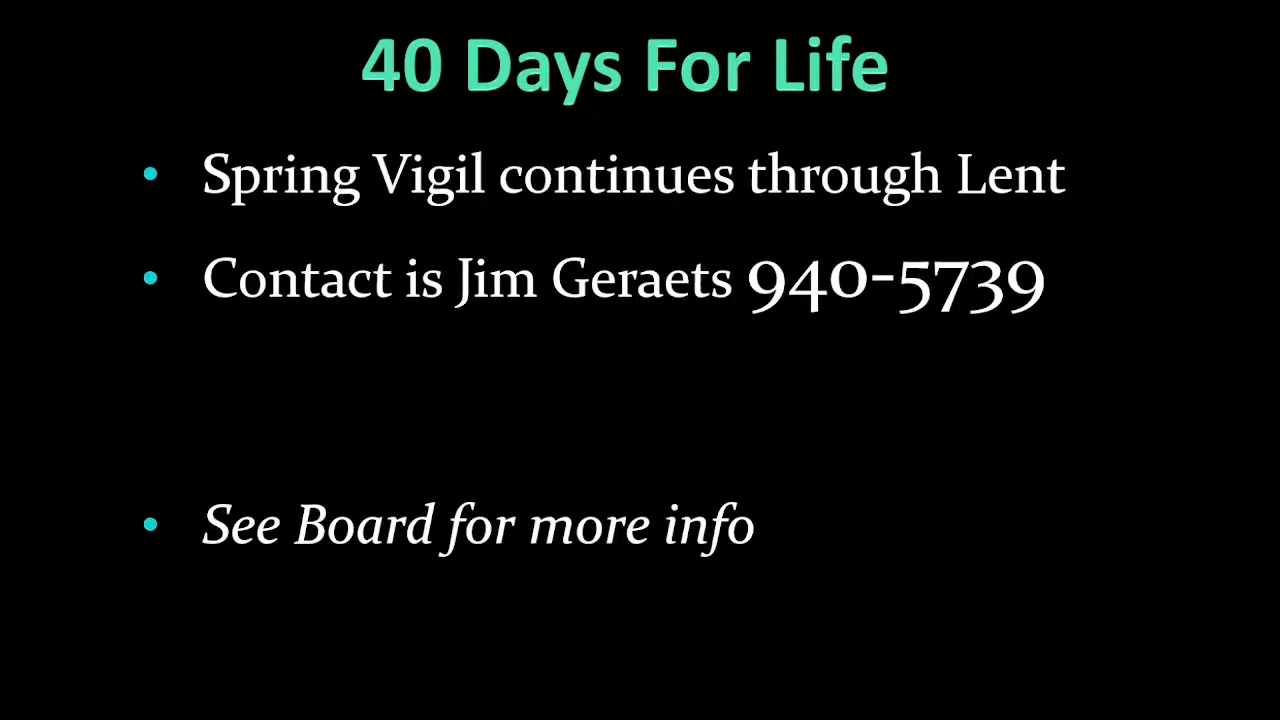 40 Days For Life
• Spring Vigil continues through Lent
• Contact is Jim Geraets 940-5739
• See Board for more info